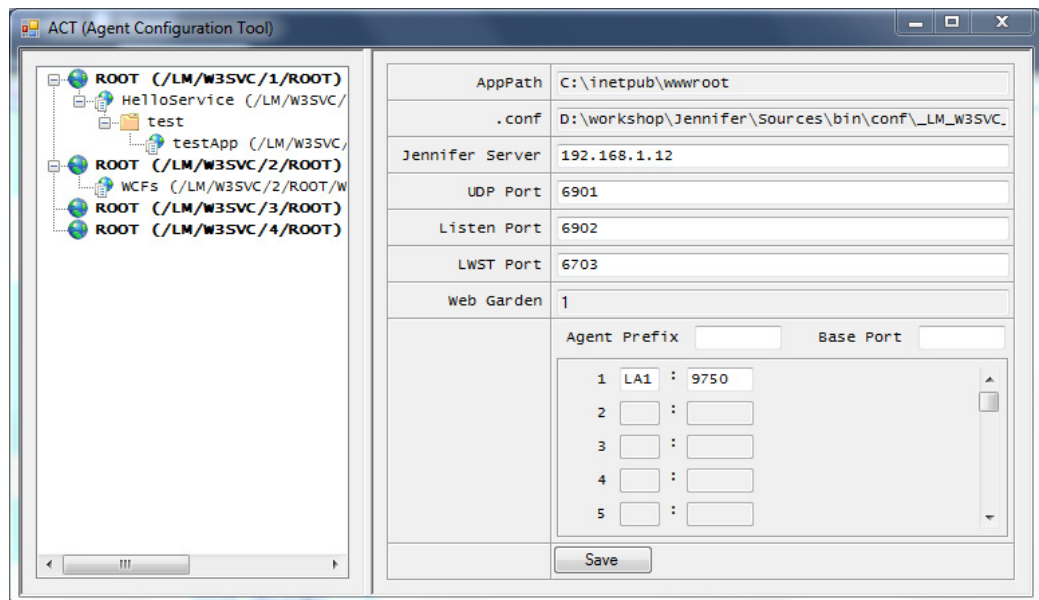 ACT (Agent Configuration Tool)
ROOT (/LM/W3SVC/1/ROOT)
HelloService (/LM/W3SVC/
test
testApp (/LM/W3SVC/
ROOT (/LM/W3SVC/2/ROOT)
WCFs (/LM/W3SVC/2/ROOT/W
ROOT (/LM/W3SVC/3/ROOT)
ROOT (/LM/W3SVC/4/ROOT)
AppPath C:\inetpub\wwwroot
.conf D:\workshop\Jennifer\Sources\bin\conf\_LM_W3SVC_
Jennifer Server 192.168.1.12
UDP Port 6901
Listen Port 6902
LWST Port 6703
Web Garden 1
Agent Prefix Base Port
1 LA1 : 9750
2 :
3 :
4 :
5 :
Save